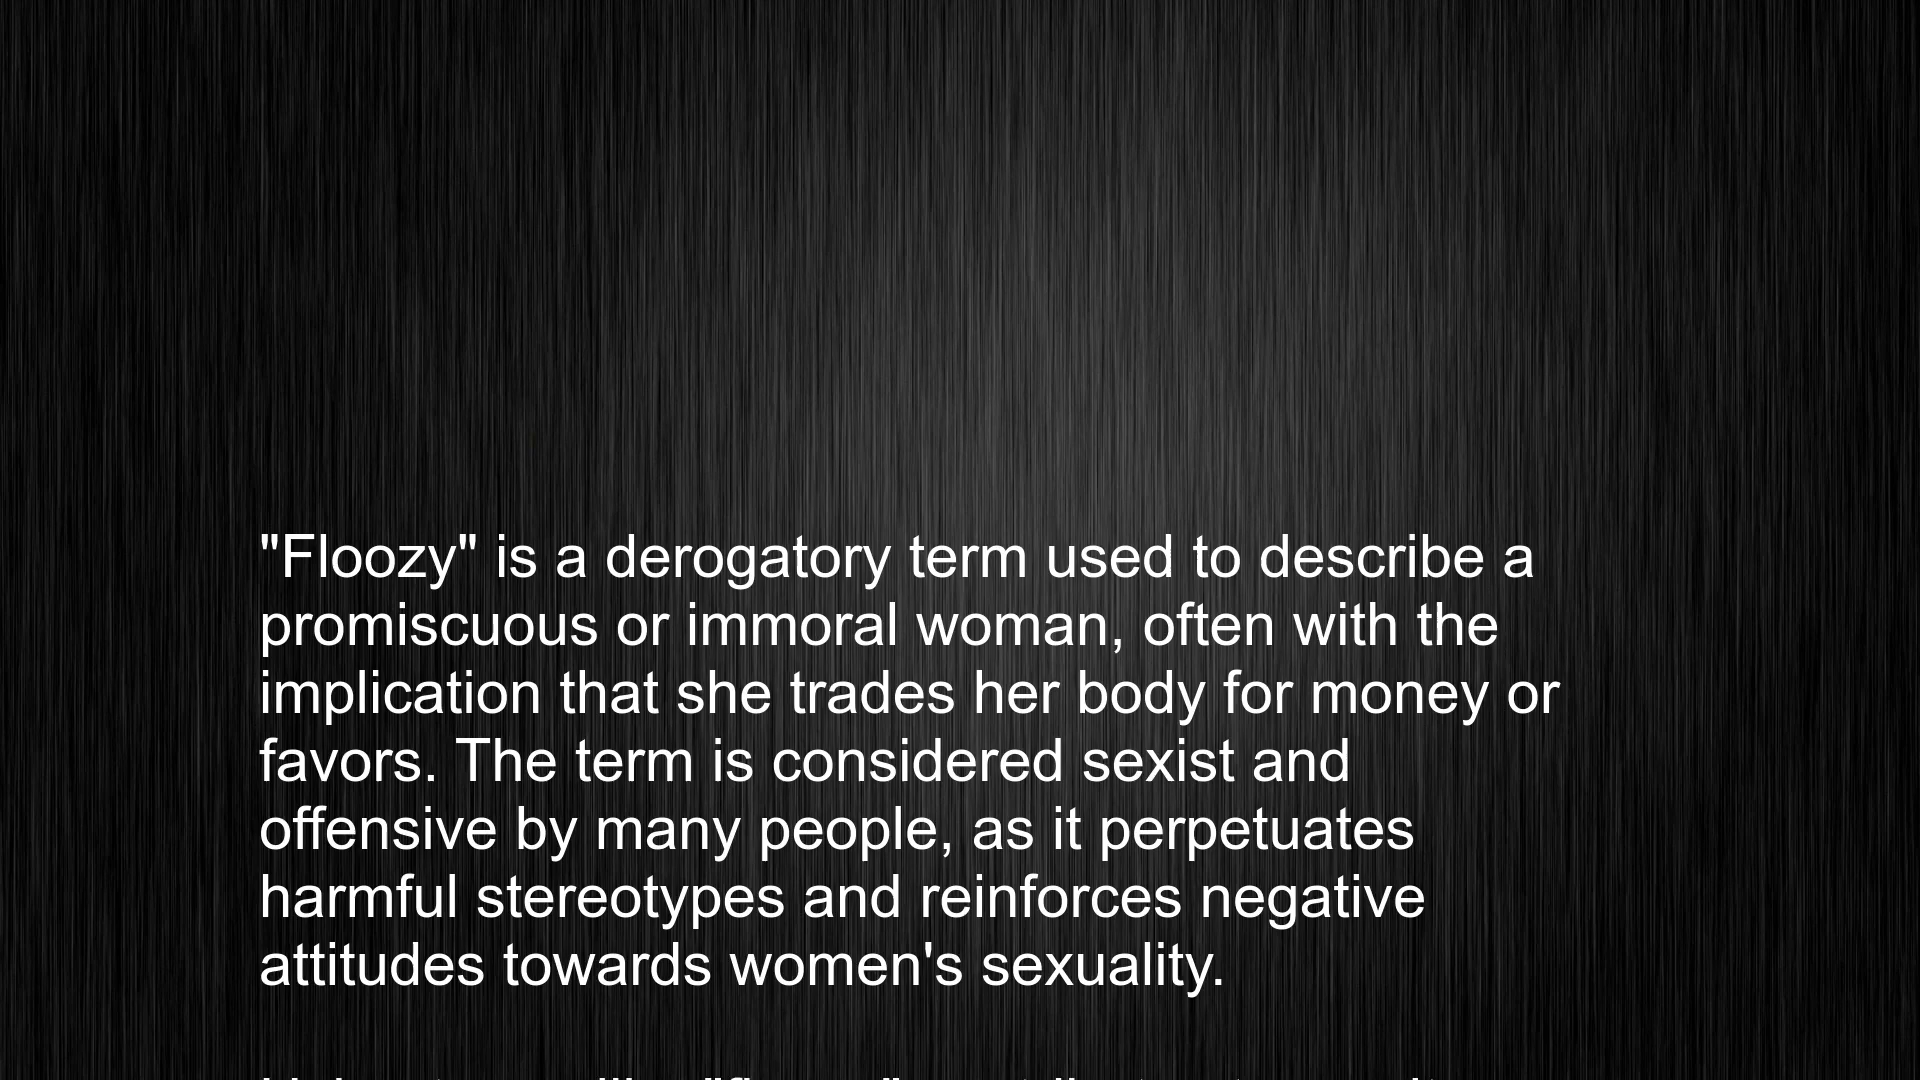 "Floozy" is a derogatory term used to describe a
promiscuous or immoral woman, often with the
implication that she trades her body for money or
favors. The term is considered sexist and
offensive by many people, as it perpetuates
harmful stereotypes and reinforces negative
attitudes towards women's sexuality.